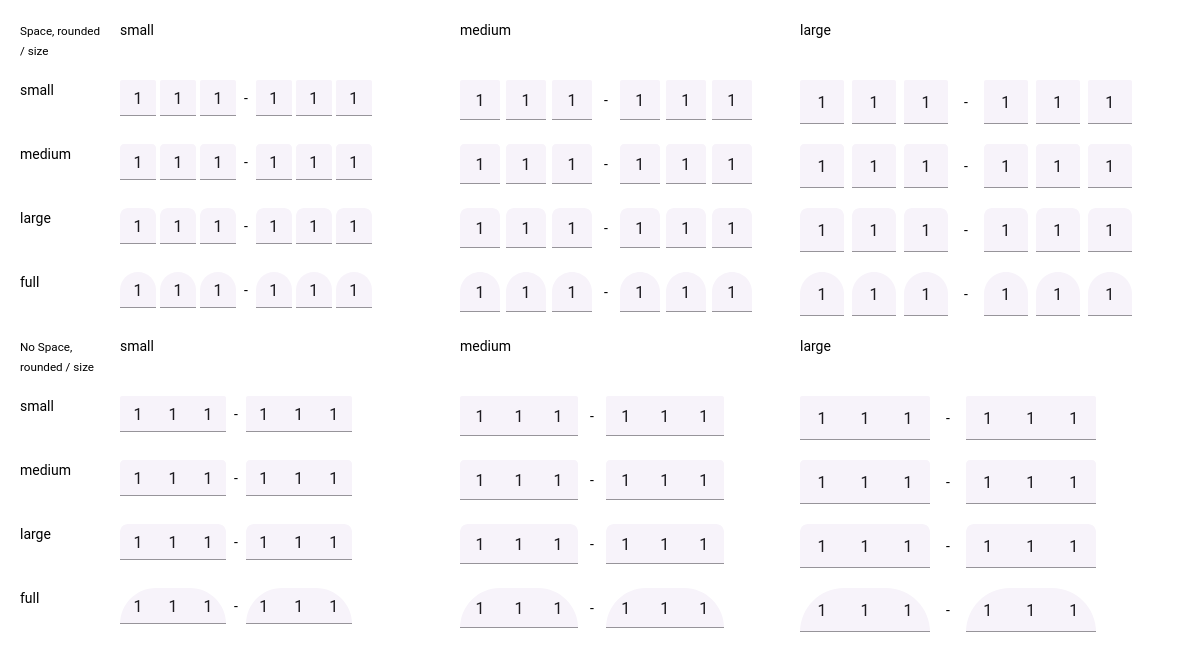 Space, rounded / size small medium large
small 1 1 1 - 1 1 1 1 1 1 - 1 1 1 1 1 1 - 1 1 1
medium 1 1 1 - 1 1 1 1 1 1 - 1 1 1 1 1 1 - 1 1 1
large 1 1 1 - 1 1 1 1 1 1 - 1 1 1 1 1 1 - 1 1 1
full 1 1 1 - 1 1 1 1 1 1 - 1 1 1 1 1 1 - 1 1 1
No Space, rounded / size small medium large
small 1 1 1 - 1 1 1 1 1 1 - 1 1 1 1 1 1 - 1 1 1
medium 1 1 1 - 1 1 1 1 1 1 - 1 1 1 1 1 1 - 1 1 1
large 1 1 1 - 1 1 1 1 1 1 - 1 1 1 1 1 1 - 1 1 1
full 1 1 1 - 1 1 1 1 1 1 - 1 1 1 1 1 1 - 1 1 1